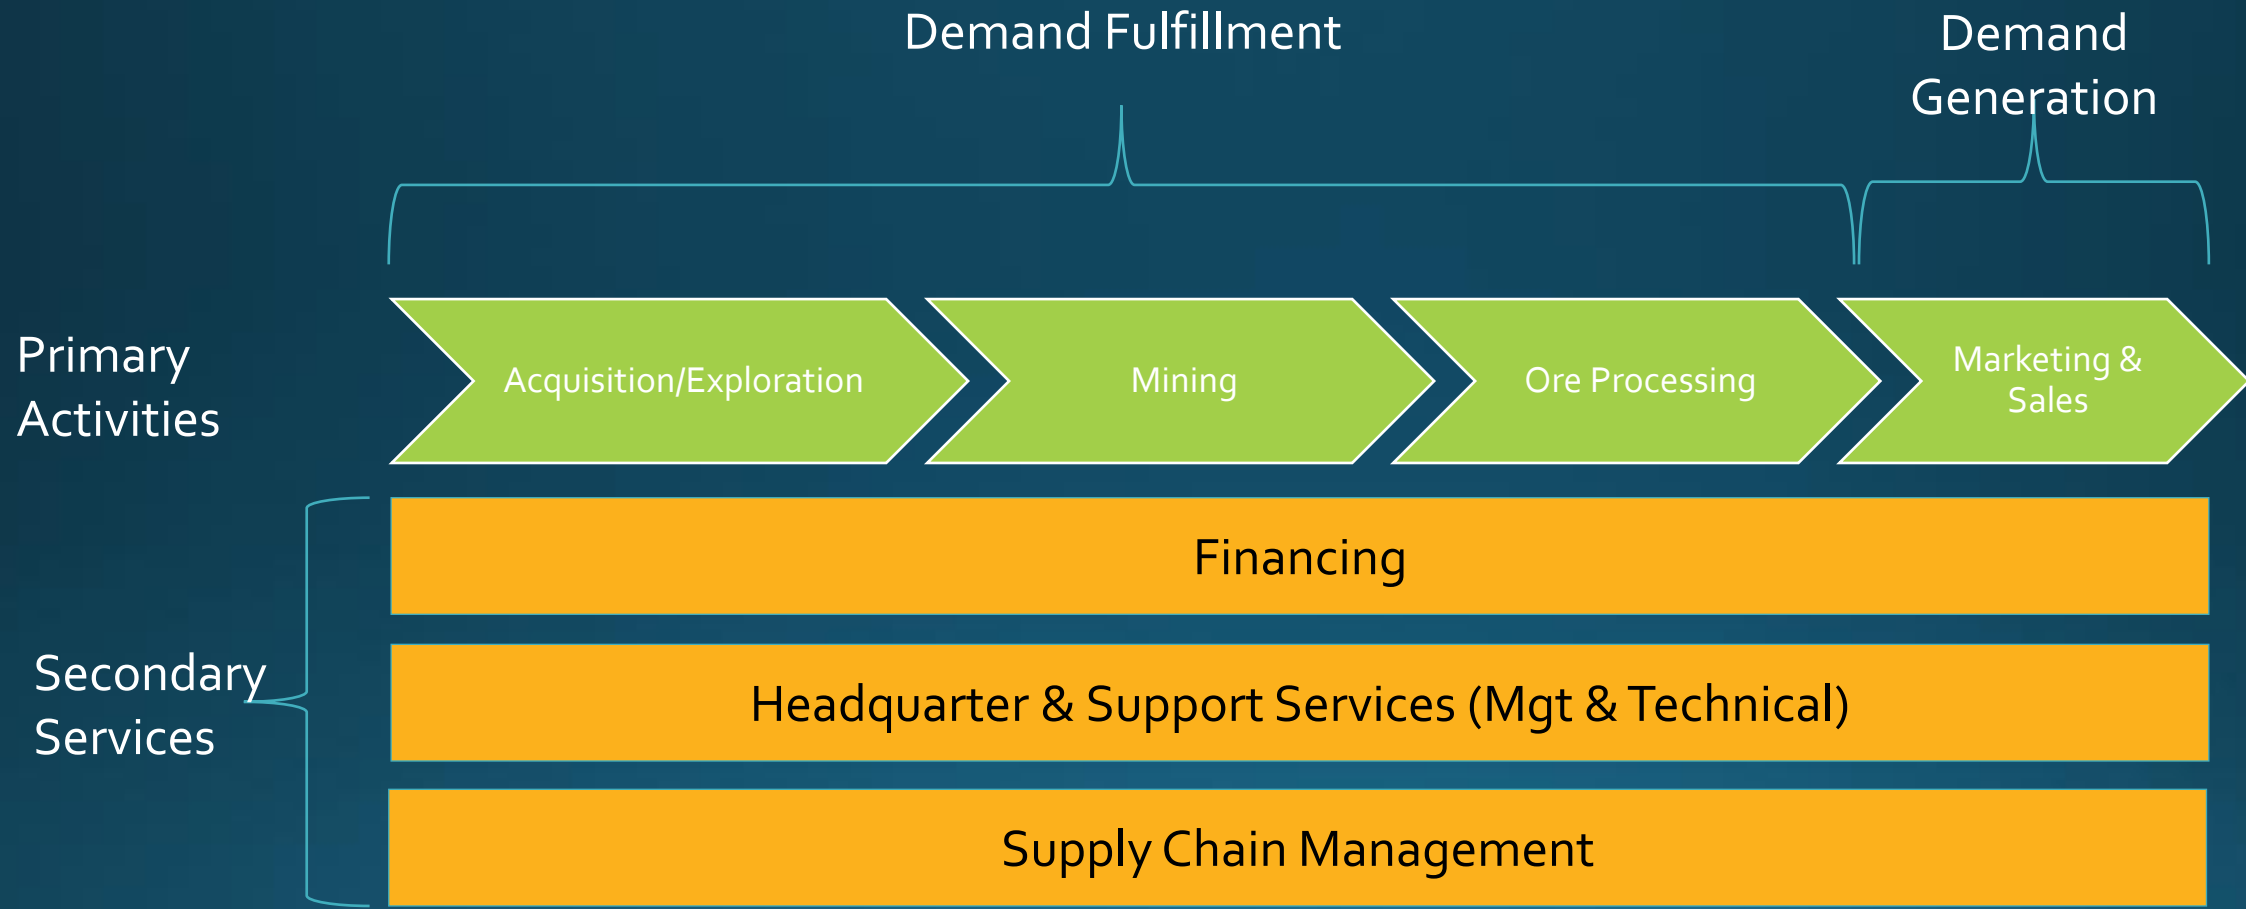 Demand Fulfillment
Demand
Generation
Primary
Activities
Acquisition/Exploration
Mining
Ore Processing
Marketing &
Sales
Financing
Secondary
Services
Headquarter & Support Services (Mgt & Technical)
Supply Chain Management